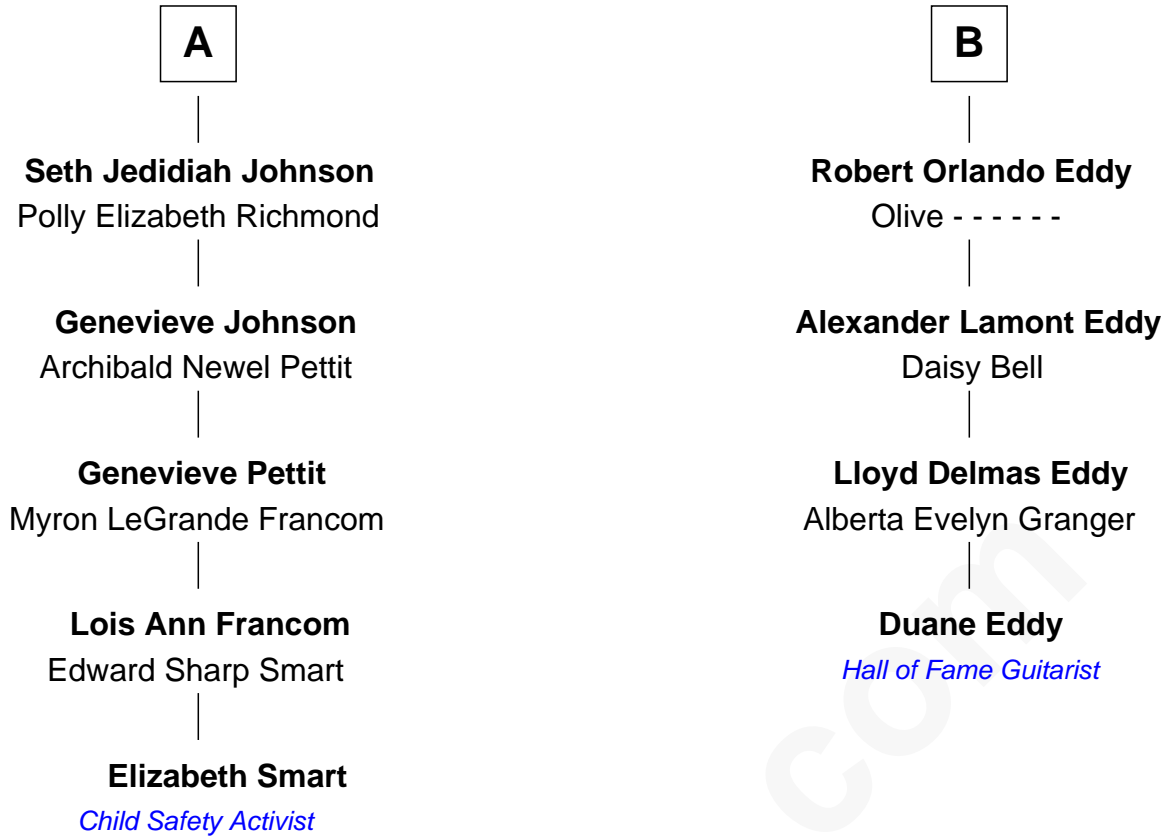 A
Seth Jedidiah Johnson
Polly Elizabeth Richmond
Genevieve Johnson
Archibald Newel Pettit
Genevieve Pettit
Myron LeGrande Francom
Lois Ann Francom
Edward Sharp Smart
Elizabeth Smart
Child Safety Activist
B
Robert Orlando Eddy
Olive - - - - - -
Alexander Lamont Eddy
Daisy Bell
Lloyd Delmas Eddy
Alberta Evelyn Granger
Duane Eddy
Hall of Fame Guitarist
com